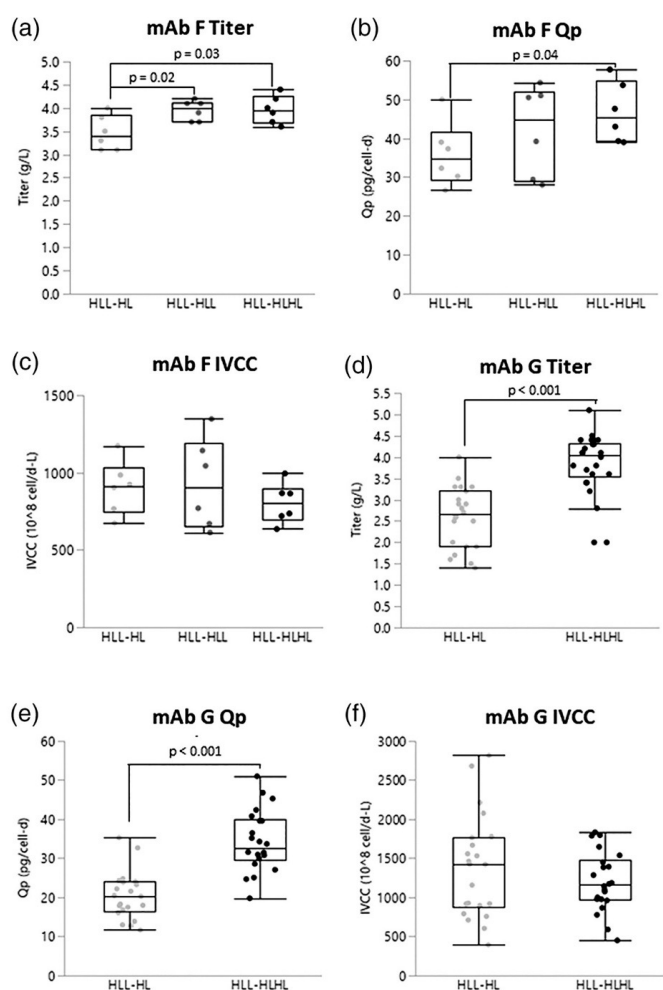 (a)
mAb F Titer
p = 0.03
p = 0.02
5.0
4.5
4.0
3.5
3.0
2.5
2.0
1.5
1.0
0.5
0.0
Titer (g/L)
HLL-HL HLL-HLL HLL-HLHL
(b)
mAb F Qp
p = 0.04
60
50
40
30
20
10
0
Qp (pg/cell-d)
HLL-HL HLL-HLL HLL-HLHL
(c)
mAb F IVCC
1500
1000
500
0
IVCC (10^8 cell/d-L)
HLL-HL HLL-HLL HLL-HLHL
(d)
mAb G Titer
p < 0.001
5.5
5.0
4.5
4.0
3.5
3.0
2.5
2.0
1.5
1.0
0.5
0.0
Titer (g/L)
HLL-HL HLL-HLHL
(e)
mAb G Qp
p < 0.001
60
50
40
30
20
10
0
Qp (pg/cell-d)
HLL-HL HLL-HLHL
(f)
mAb G IVCC
3000
2500
2000
1500
1000
500
0
IVCC (10^8 cell/d-L)
HLL-HL HLL-HLHL